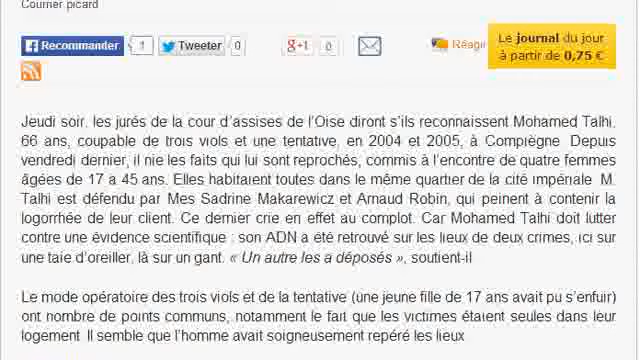 Courrier picard
Recommander 1 Tweeter 0 g+1 0 Réagir Le journal du jour
à partir de 0,75 €
Jeudi soir, les jurés de la cour d'assises de l'Oise diront s'ils reconnaissent Mohamed Talhi,
66 ans, coupable de trois viols et une tentative, en 2004 et 2005, à Compiègne. Depuis
vendredi dernier, il nie les faits qui lui sont reprochés, commis à l'encontre de quatre femmes
âgées de 17 à 45 ans. Elles habitaient toutes dans le même quartier de la cité impériale. M.
Talhi est défendu par Mes Sadrine Makarewicz et Arnaud Robin, qui peinent à contenir la
logorrhée de leur client. Ce dernier crie en effet au complot. Car Mohamed Talhi doit lutter
contre une évidence scientifique : son ADN a été retrouvé sur les lieux de deux crimes, ici sur
une taie d'oreiller, là sur un gant. « Un autre les a déposés », soutient-il.
Le mode opératoire des trois viols et de la tentative (une jeune fille de 17 ans avait pu s'enfuir)
ont nombre de points communs, notamment le fait que les victimes étaient seules dans leur
logement. Il semble que l'homme avait soigneusement repéré les lieux.